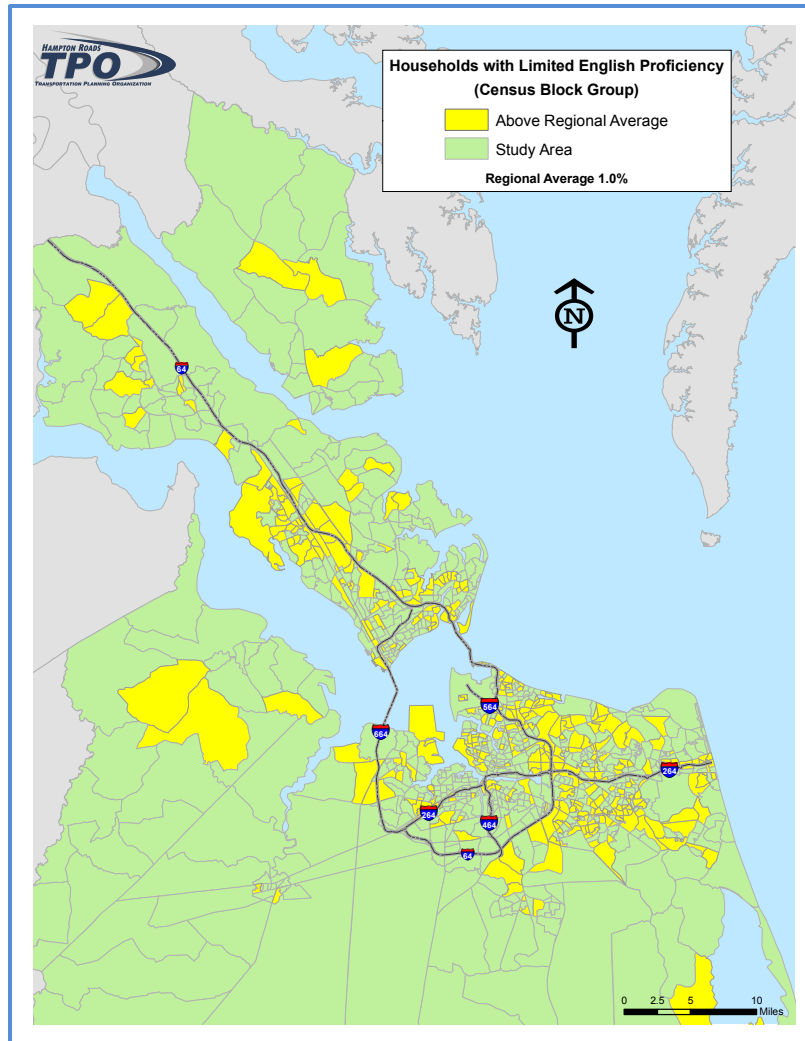 HAMPTON ROADS
TPO
TRANSPORTATION PLANNING ORGANIZATION
Households with Limited English Proficiency
(Census Block Group)
Above Regional Average
Study Area
Regional Average 1.0%
N
64
564
664
264
264
464
64
0 2.5 5 10
Miles